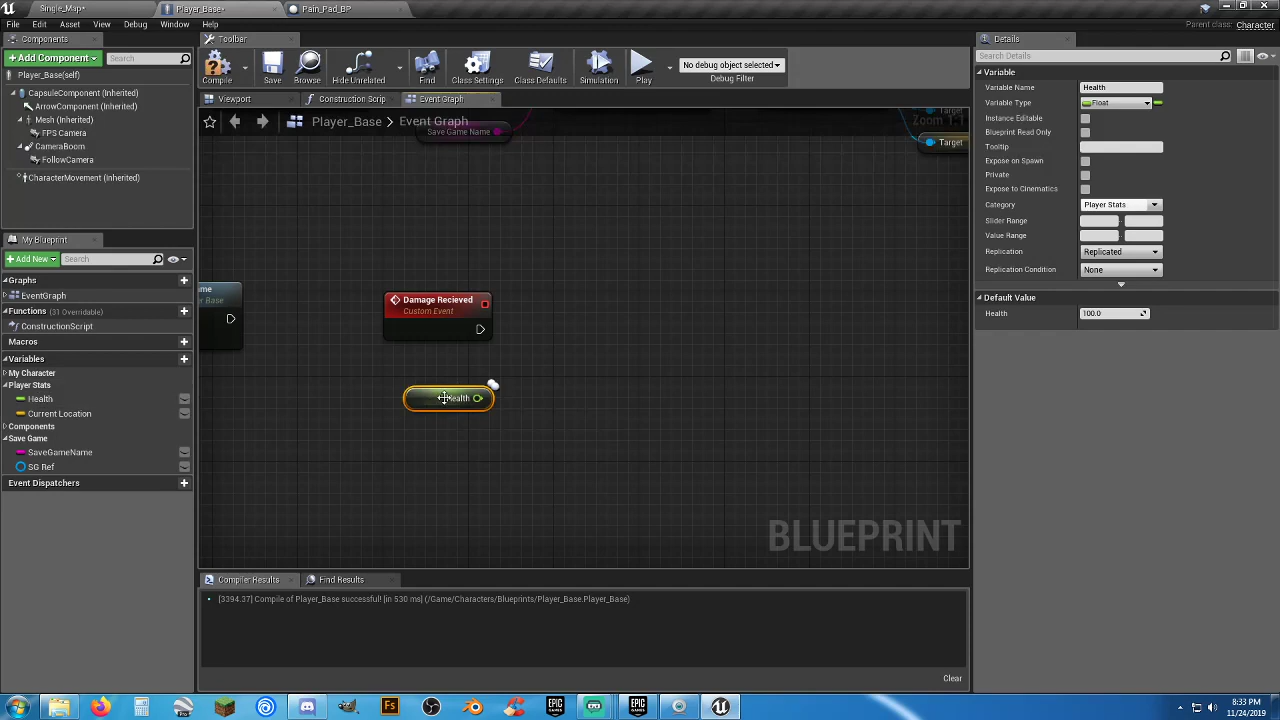 Single_Map*
Player_Base*
Pain_Pad_BP
File Edit Asset View Debug Window Help
Parent class: Character
Components
Toolbar
Details
+ Add Component
Search
Player_Base(self)
CapsuleComponent (Inherited)
ArrowComponent (Inherited)
Mesh (Inherited)
FPS Camera
CameraBoom
FollowCamera
CharacterMovement (Inherited)
Compile Save Browse Hide Unrelated Find Class Settings Class Defaults Simulation Play
No debug object selected
Debug Filter
Viewport
Construction Scrip
Event Graph
Player_Base > Event Graph
Zoom 1:1
Save Game Name
Target
Target
ame
er Base
Damage Recieved
Custom Event
Health
BLUEPRINT
My Blueprint
+ Add New
Search
Graphs
EventGraph
Functions (31 Overridable)
ConstructionScript
Macros
Variables
My Character
Player Stats
Health
Current Location
Components
Save Game
SaveGameName
SG Ref
Event Dispatchers
Search Details
Variable
Variable Name Health
Variable Type Float
Instance Editable
Blueprint Read Only
Tooltip
Expose on Spawn
Private
Expose to Cinematics
Category Player Stats
Slider Range
Value Range
Replication Replicated
Replication Condition None
Default Value
Health 100.0
Compiler Results
Find Results
[3394.37] Compile of Player_Base successful! [in 530 ms] (/Game/Characters/Blueprints/Player_Base.Player_Base)
Clear
8:33 PM
11/24/2019